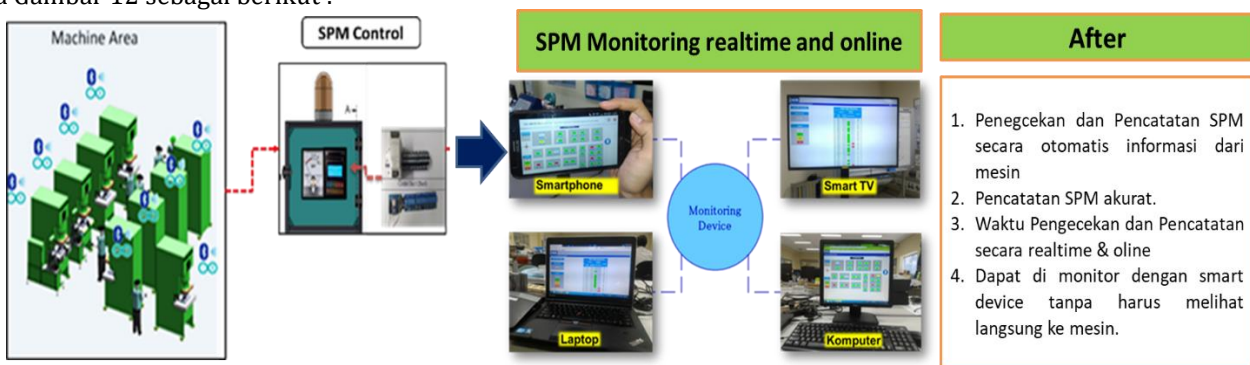 Gambar 12 sebagai berikut :
Machine Area
SPM Control
SPM Monitoring realtime and online
After
Smartphone
Smart TV
Monitoring
Device
Laptop
Komputer
1. Penegcekan dan Pencatatan SPM
secara otomatis informasi dari
mesin
2. Pencatatan SPM akurat.
3. Waktu Pengecekan dan Pencatatan
secara realtime & oline
4. Dapat di monitor dengan smart
device tanpa harus melihat
langsung ke mesin.